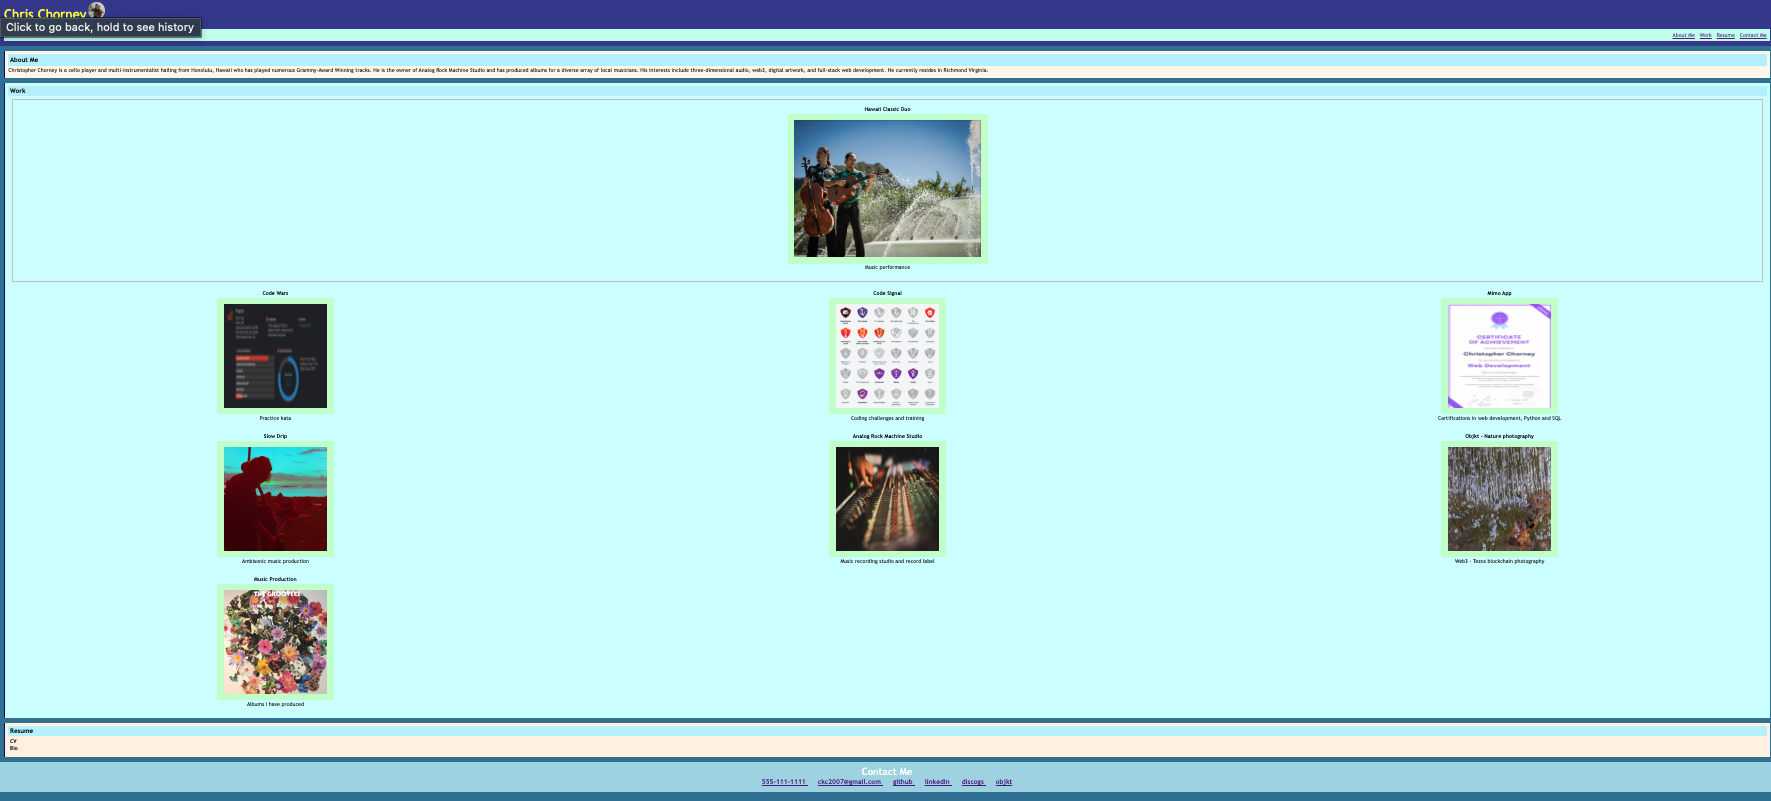 Chris Chorney
Click to go back, hold to see history
About Me Work Resume Contact Me
About Me
Christopher Chorney is a cello player and multi-instrumentalist hailing from Honolulu, Hawaii who has played numerous Grammy-Award Winning tracks. He is the owner of Analog Rock Machine Studio and has produced albums for a diverse array of local musicians. His interests include three-dimensional audio, web3, digital artwork, and full-stack web development. He currently resides in Richmond Virginia.
Work
Hawaii Classic Duo
Music performance
Code Wars
Code Signal
Mimo App
CERTIFICATE
OF ACHIEVEMENT
Christopher Chorney
Web Development
Practice kata
Coding challenges and training
Certifications in web development, Python and SQL
Slow Drip
Analog Rock Machine Studio
Objkt - Nature photography
Ambisonic music production
Music recording studio and record label
Web3 - Tezos blockchain photography
Music Production
THE GROOVIES
Albums I have produced
Resume
CV
Bio
Contact Me
555-111-1111 ckc2007@gmail.com github linkedin discogs objkt